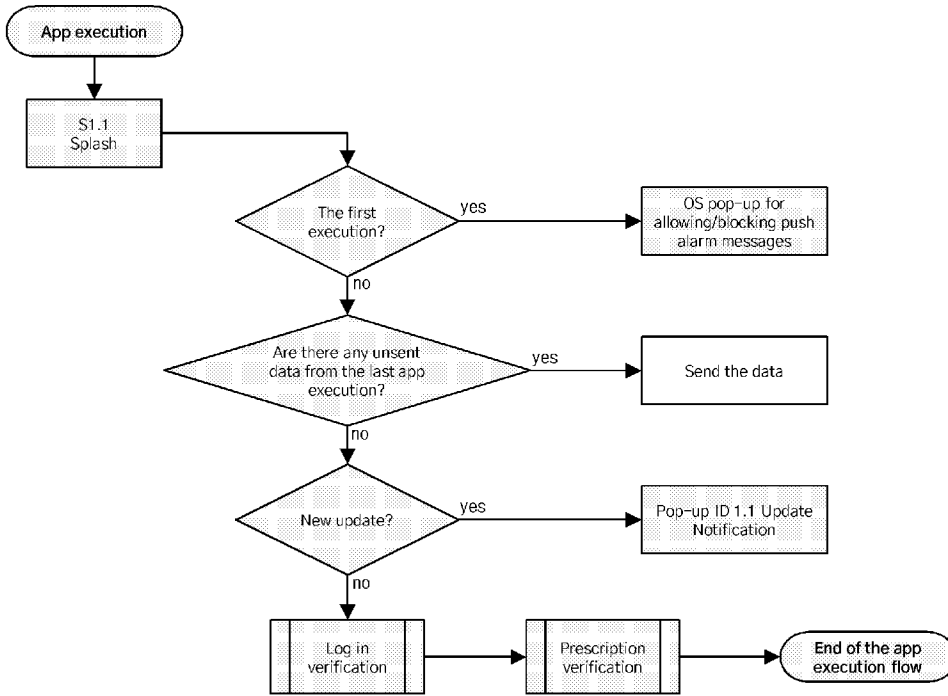 App execution
S1.1
Splash
The first
execution?
yes
OS pop-up for
allowing/blocking push
alarm messages
no
Are there any unsent
data from the last app
execution?
yes
Send the data
no
New update?
yes
Pop-up ID 1.1 Update
Notification
no
Log in
verification
Prescription
verification
End of the app
execution flow